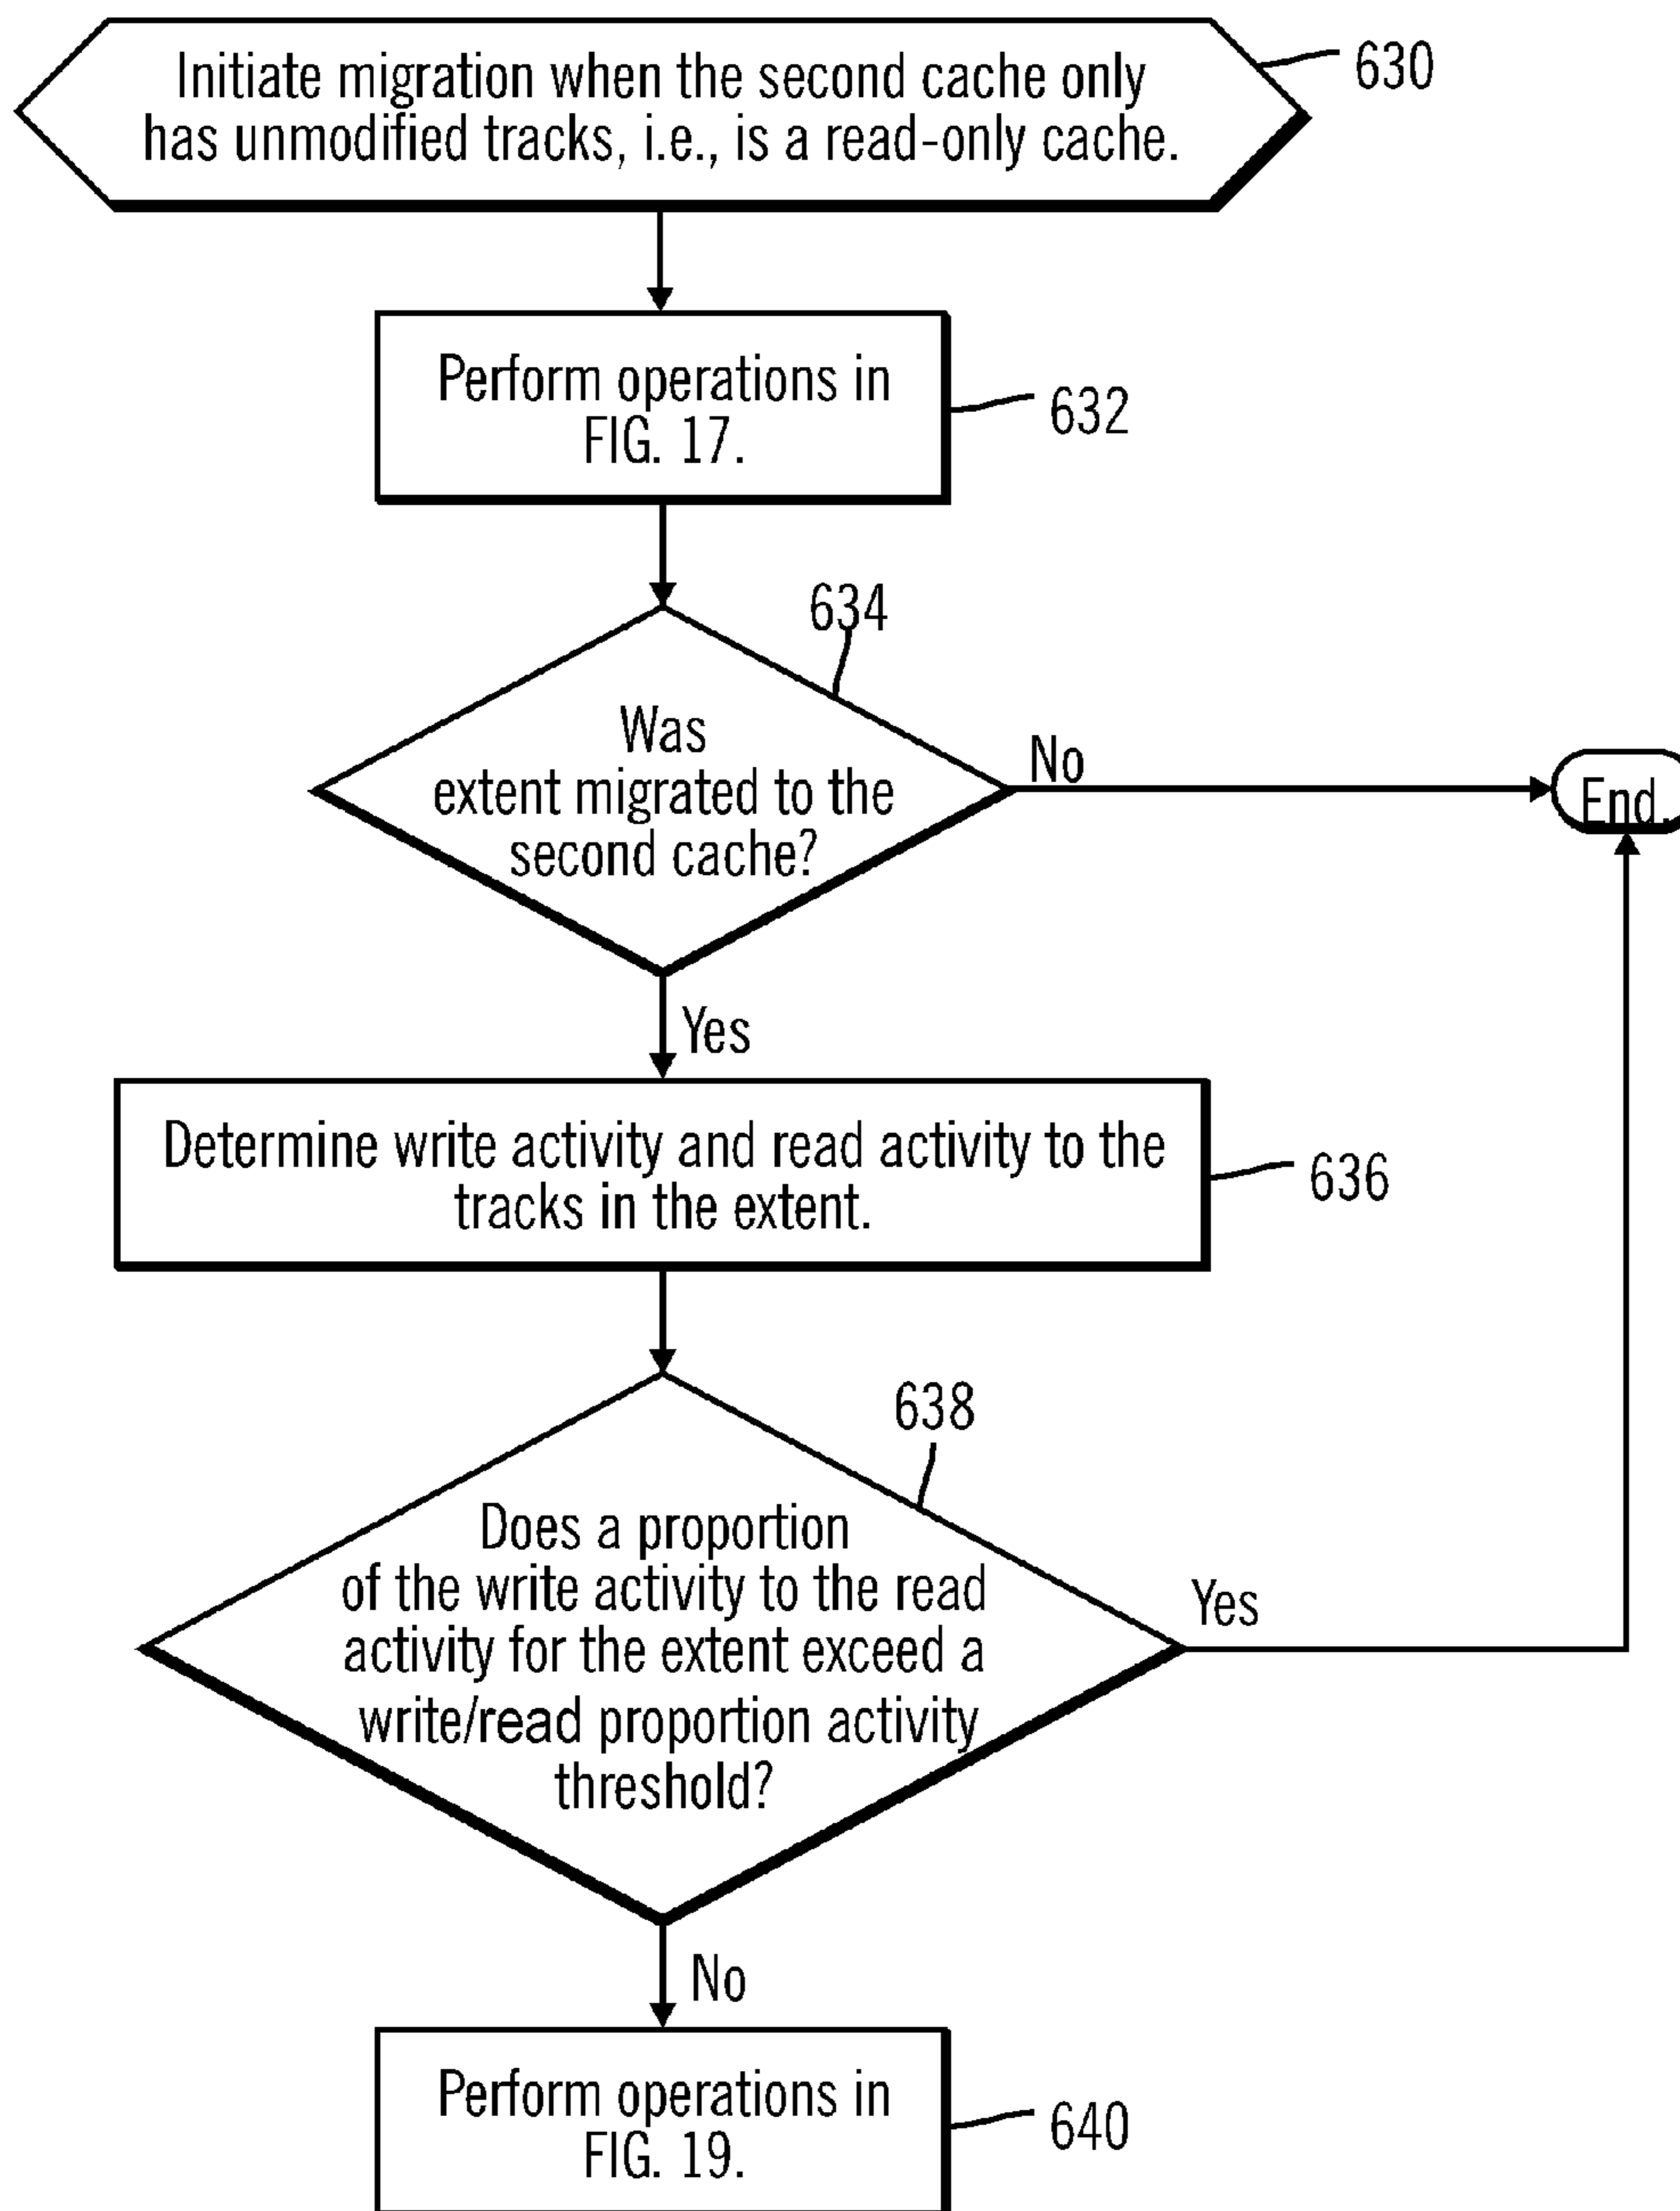 Initiate migration when the second cache only
has unmodified tracks, i.e., is a read-only cache.
630
Perform operations in
FIG. 17.
632
634
Was
extent migrated to the
second cache?
No
End.
Yes
Determine write activity and read activity to the
tracks in the extent.
636
638
Does a proportion
of the write activity to the read
activity for the extent exceed a
write/read proportion activity
threshold?
Yes
No
Perform operations in
FIG. 19.
640